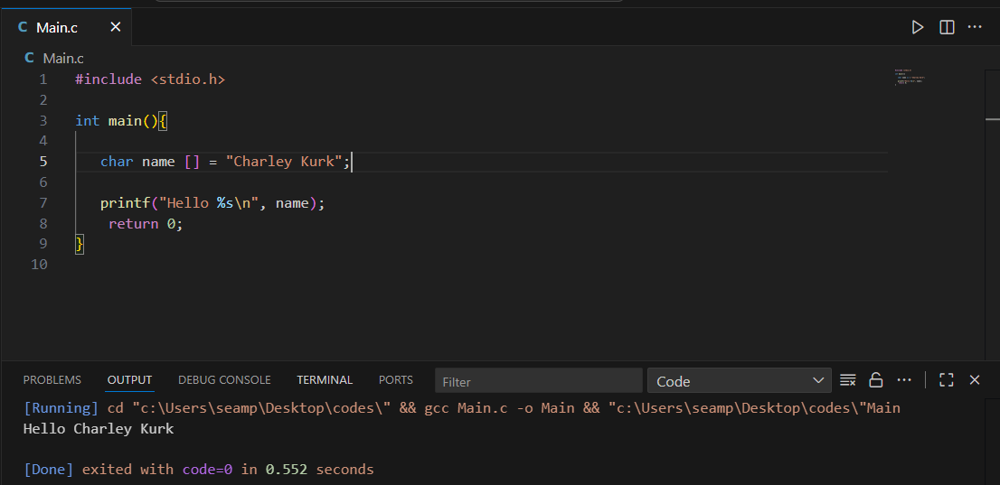 C Main.c ×
C Main.c
1 #include <stdio.h>
2
3 int main(){
4
5    char name [] = "Charley Kurk";
6
7    printf("Hello %s\n", name);
8     return 0;
9 }
10
PROBLEMS OUTPUT DEBUG CONSOLE TERMINAL PORTS Filter Code
[Running] cd "c:\Users\seamp\Desktop\codes\" && gcc Main.c -o Main && "c:\Users\seamp\Desktop\codes\"Main
Hello Charley Kurk
[Done] exited with code=0 in 0.552 seconds